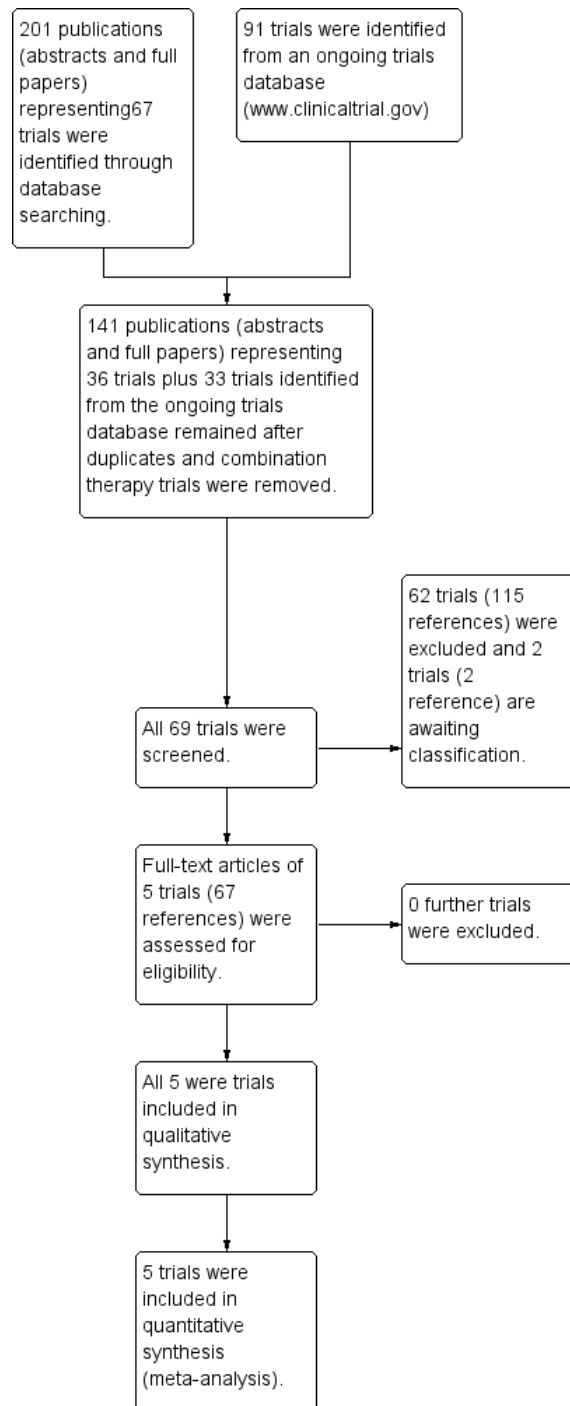 201 publications
(abstracts and full
papers)
representing67
trials were
identified through
database
searching.
91 trials were identified
from an ongoing trials
database
(www.clinicaltrial.gov)
141 publications (abstracts
and full papers) representing
36 trials plus 33 trials identified
from the ongoing trials
database remained after
duplicates and combination
therapy trials were removed.
62 trials (115
references) were
excluded and 2
trials (2
reference) are
awaiting
classification.
All 69 trials were
screened.
Full-text articles of
5 trials (67
references) were
assessed for
eligibility.
0 further trials
were excluded.
All 5 were trials
included in
qualitative
synthesis.
5 trials were
included in
quantitative
synthesis
(meta-analysis).